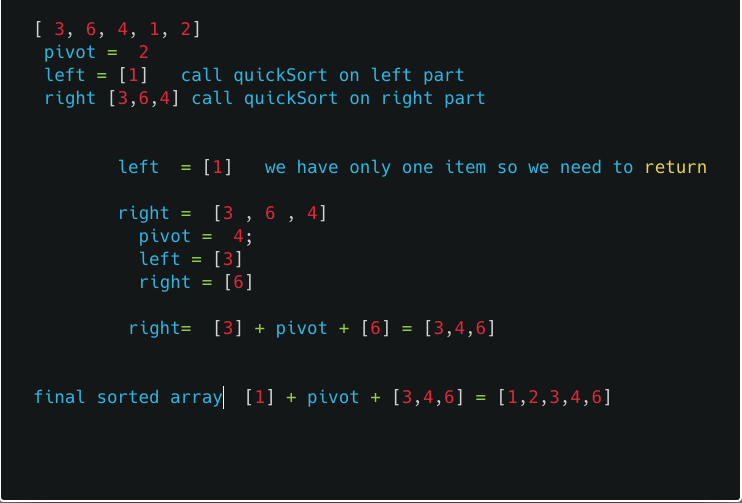 [ 3, 6, 4, 1, 2]
pivot = 2
left = [1] call quickSort on left part
right [3,6,4] call quickSort on right part
left = [1] we have only one item so we need to return
right = [3 , 6 , 4]
pivot = 4;
left = [3]
right = [6]
right= [3] + pivot + [6] = [3,4,6]
final sorted array [1] + pivot + [3,4,6] = [1,2,3,4,6]